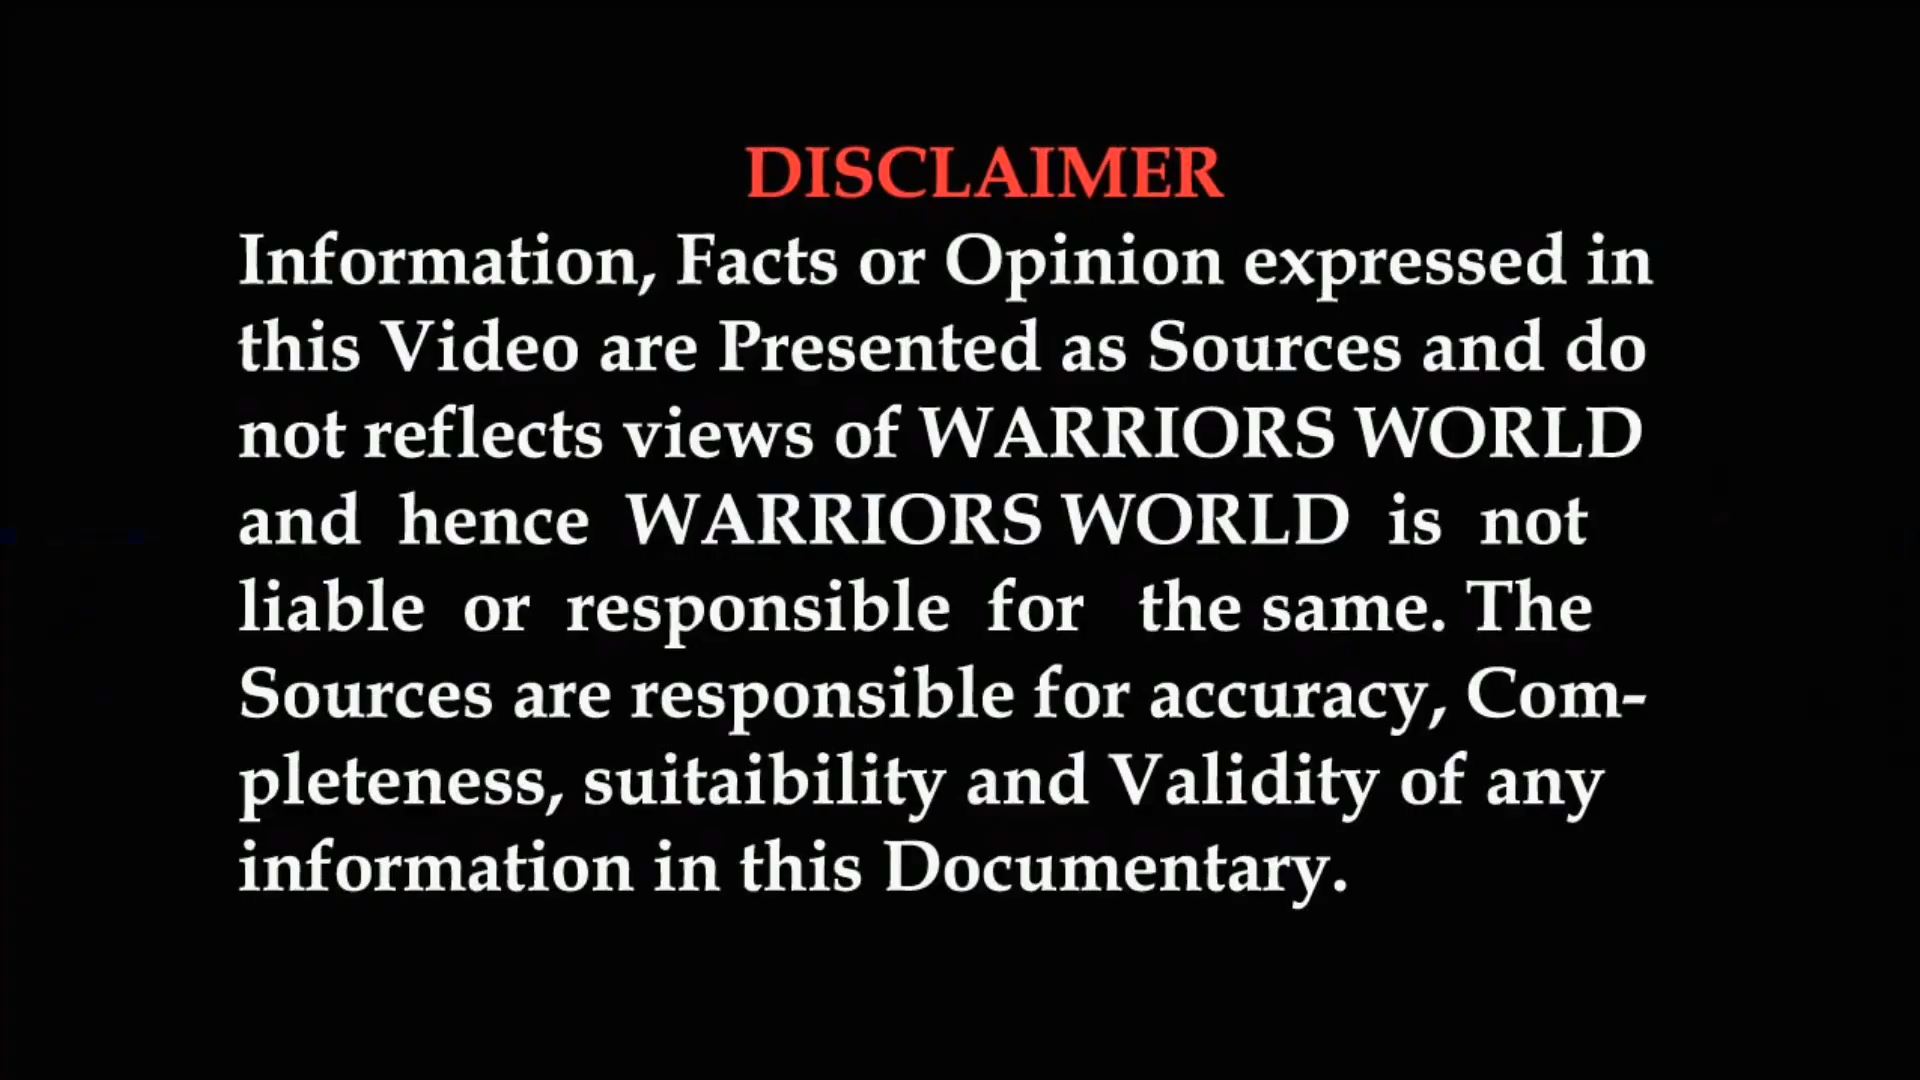 DISCLAIMER
Information, Facts or Opinion expressed in
this Video are Presented as Sources and do
not reflects views of WARRIORS WORLD
and hence WARRIORS WORLD is not
liable or responsible for the same. The
Sources are responsible for accuracy, Com-
pleteness, suitaibility and Validity of any
information in this Documentary.